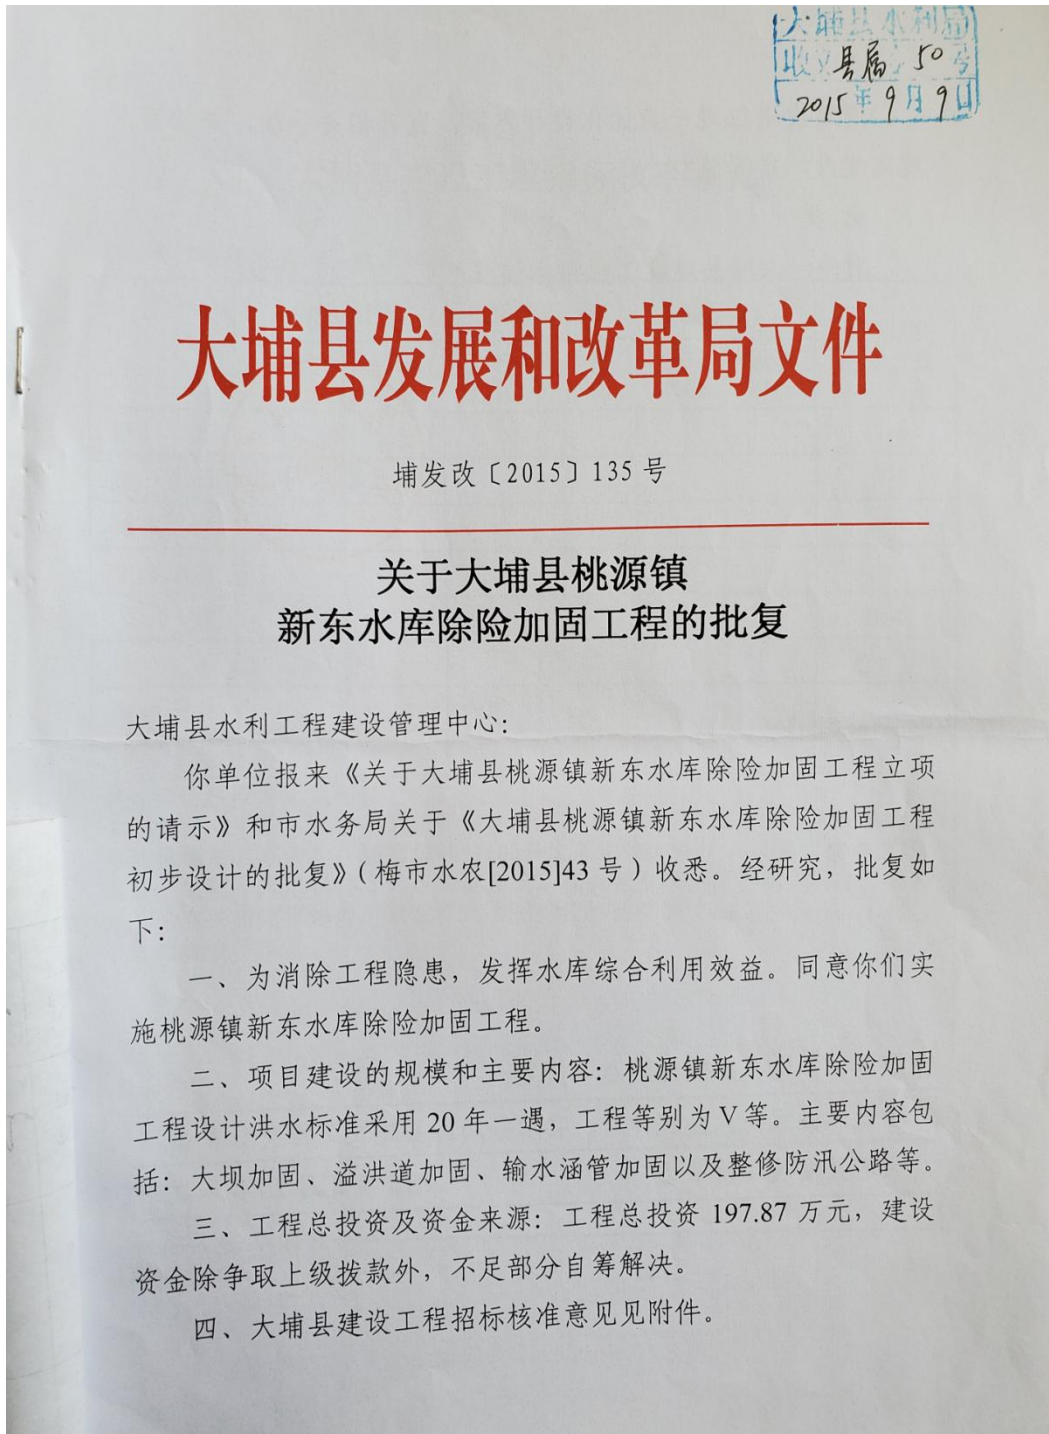 大埔县水利局
收文县属50号
2015年9月9日
大埔县发展和改革局文件
埔发改〔2015〕135号
关于大埔县桃源镇
新东水库除险加固工程的批复
大埔县水利工程建设管理中心：
你单位报来《关于大埔县桃源镇新东水库除险加固工程立项
的请示》和市水务局关于《大埔县桃源镇新东水库除险加固工程
初步设计的批复》（梅市水农[2015]43号）收悉。经研究，批复如
下：
一、为消除工程隐患，发挥水库综合利用效益。同意你们实
施桃源镇新东水库除险加固工程。
二、项目建设的规模和主要内容：桃源镇新东水库除险加固
工程设计洪水标准采用20年一遇，工程等别为V等。主要内容包
括：大坝加固、溢洪道加固、输水涵管加固以及整修防汛公路等。
三、工程总投资及资金来源：工程总投资 197.87 万元，建设
资金除争取上级拨款外，不足部分自筹解决。
四、大埔县建设工程招标核准意见见附件。